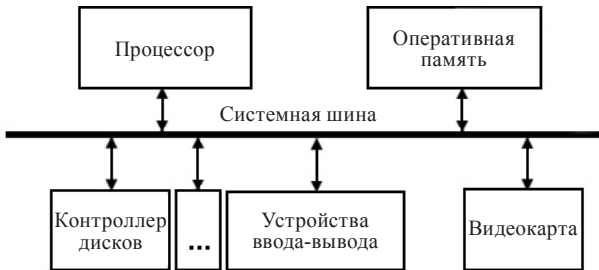 Процессор
Оперативная
память
Системная шина
Контроллер
дисков
...
Устройства
ввода-вывода
Видеокарта